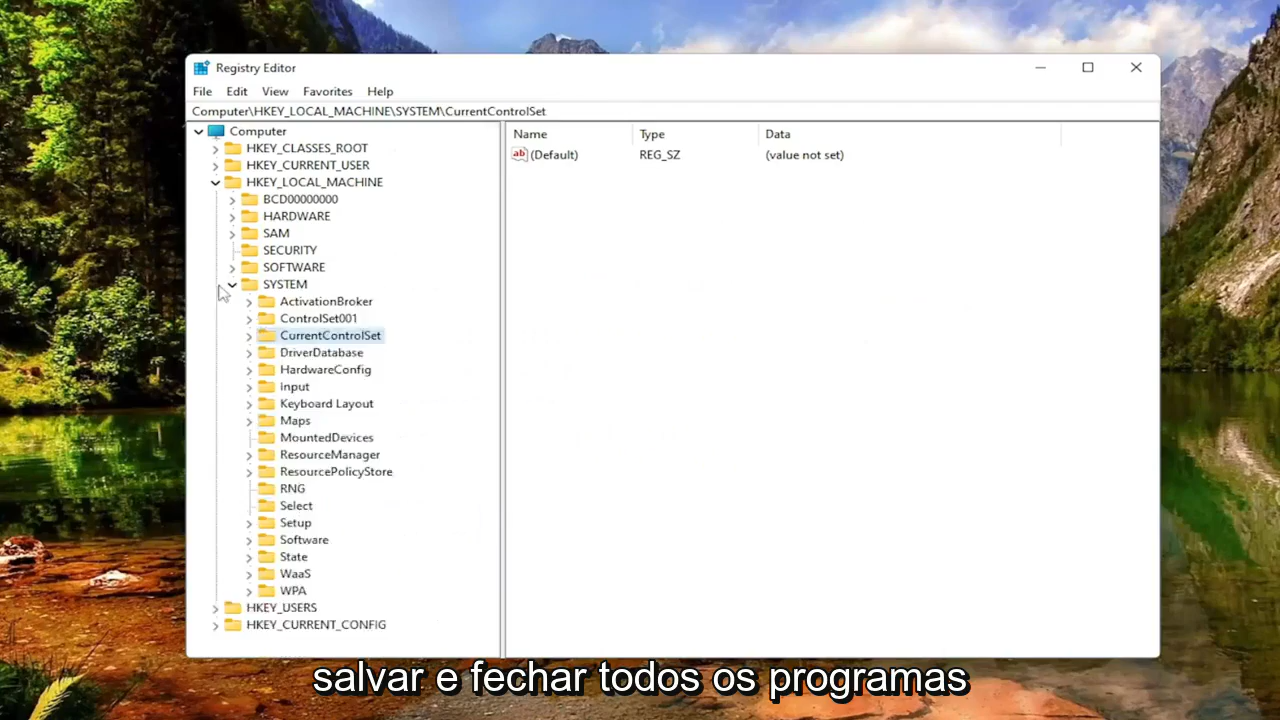 Registry Editor
File Edit View Favorites Help
Computer\HKEY_LOCAL_MACHINE\SYSTEM\CurrentControlSet
Computer
HKEY_CLASSES_ROOT
HKEY_CURRENT_USER
HKEY_LOCAL_MACHINE
BCD00000000
HARDWARE
SAM
SECURITY
SOFTWARE
SYSTEM
ActivationBroker
ControlSet001
CurrentControlSet
DriverDatabase
HardwareConfig
Input
Keyboard Layout
Maps
MountedDevices
ResourceManager
ResourcePolicyStore
RNG
Select
Setup
Software
State
WaaS
WPA
HKEY_USERS
HKEY_CURRENT_CONFIG
Name Type Data
ab (Default) REG_SZ (value not set)
salvar e fechar todos os programas